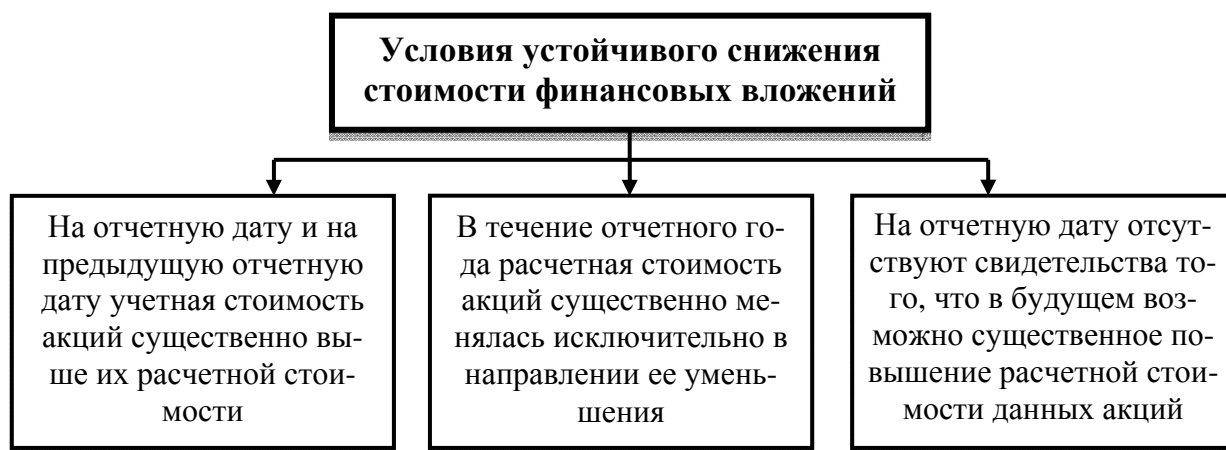 Условия устойчивого снижения
стоимости финансовых вложений
На отчетную дату и на
предыдущую отчетную
дату учетная стоимость
акций существенно вы-
ше их расчетной стои-
мости
В течение отчетного го-
да расчетная стоимость
акций существенно ме-
нялась исключительно в
направлении ее умень-
шения
На отчетную дату отсут-
ствуют свидетельства то-
го, что в будущем воз-
можно существенное по-
вышение расчетной стои-
мости данных акций